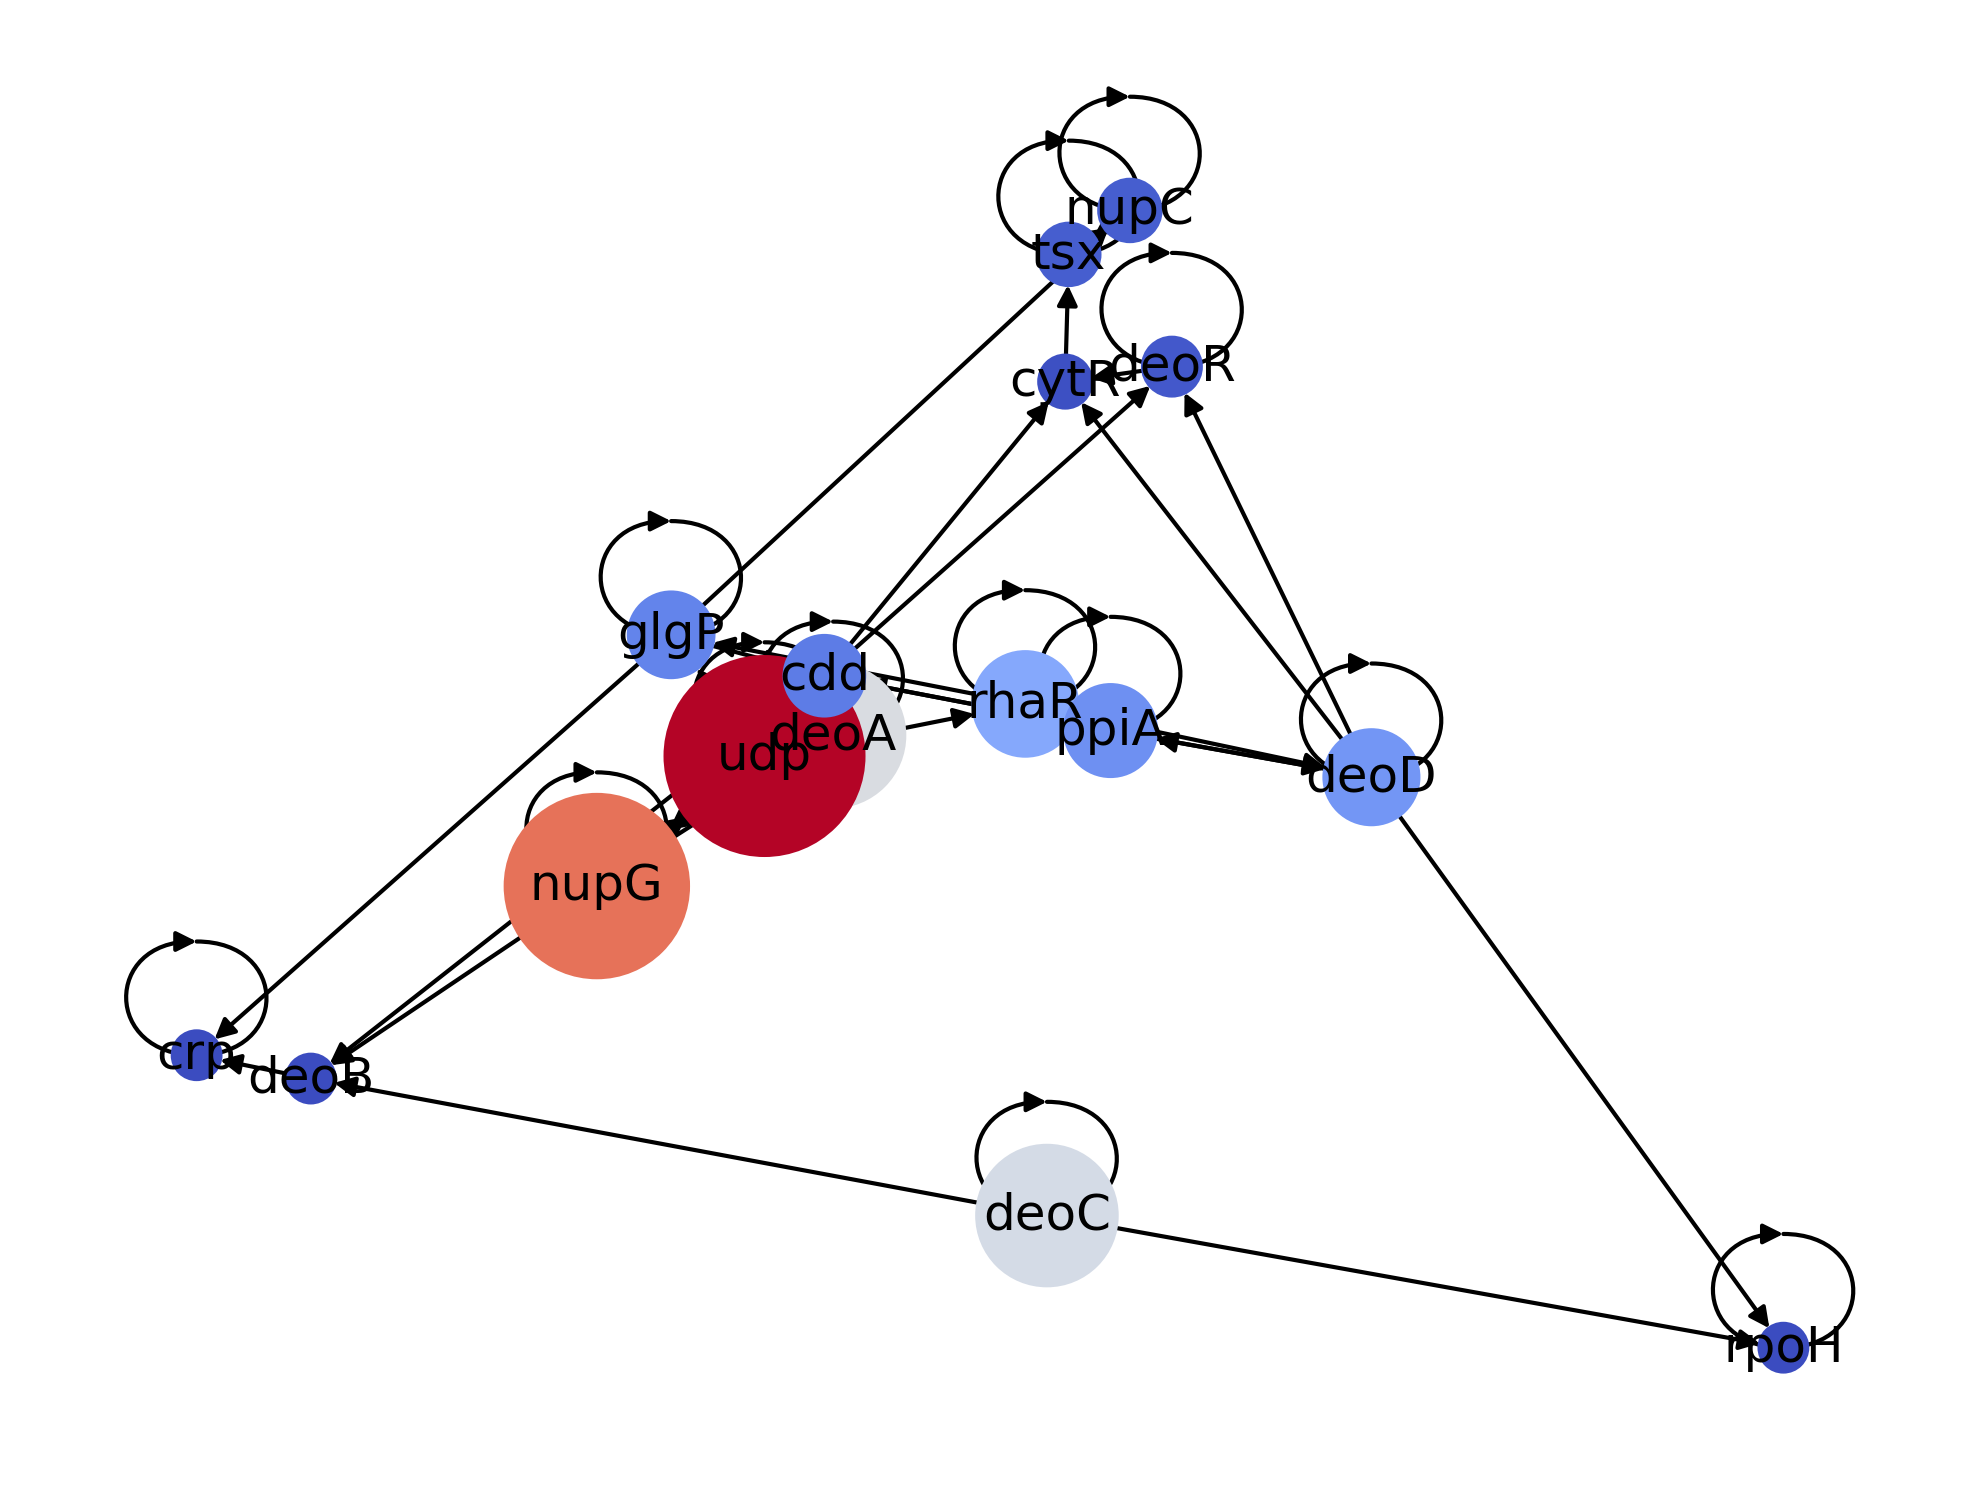 nupC
tsx
deoR
cytR
glgP
cdd
rhaR
ppiA
deoA
udp
deoD
nupG
crp
deoB
deoC
rpoH